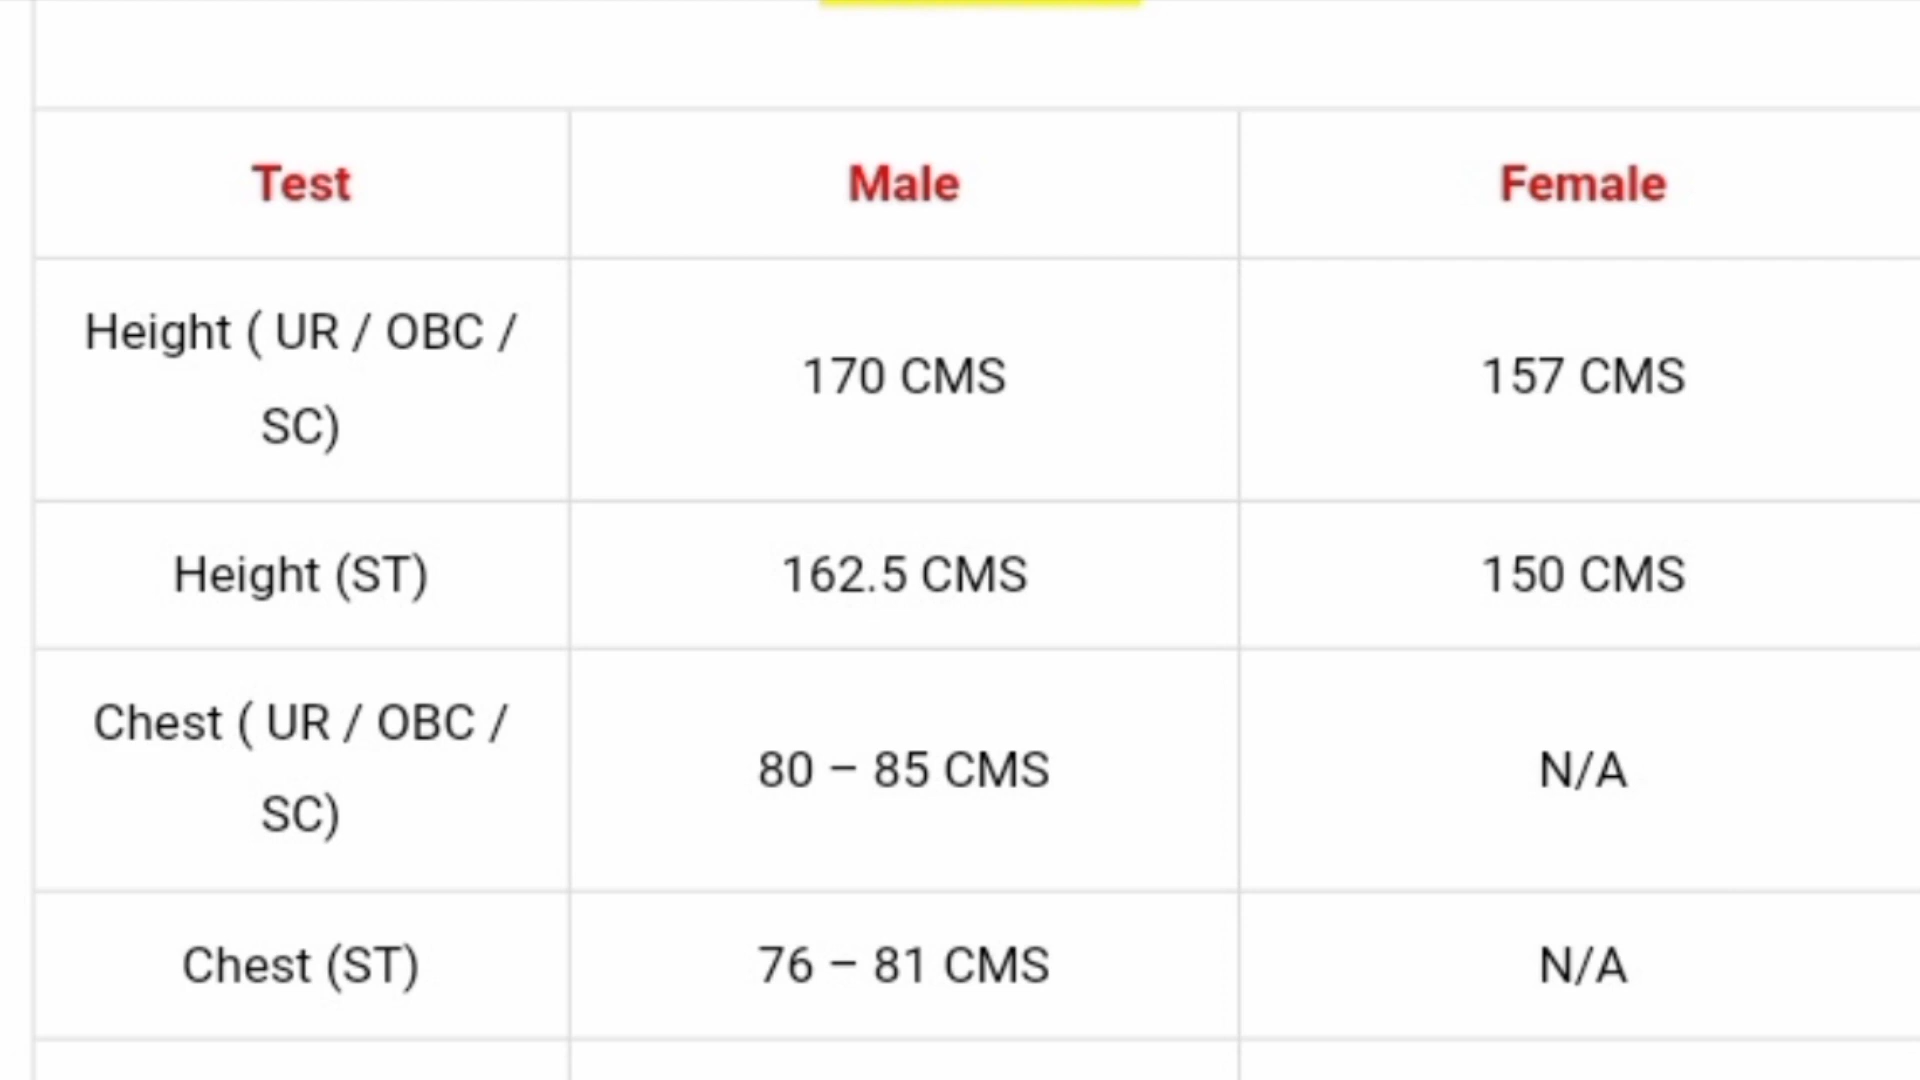 Test Male Female
Height ( UR / OBC /
SC)
170 CMS 157 CMS
Height (ST) 162.5 CMS 150 CMS
Chest ( UR / OBC /
SC)
80 – 85 CMS N/A
Chest (ST) 76 – 81 CMS N/A